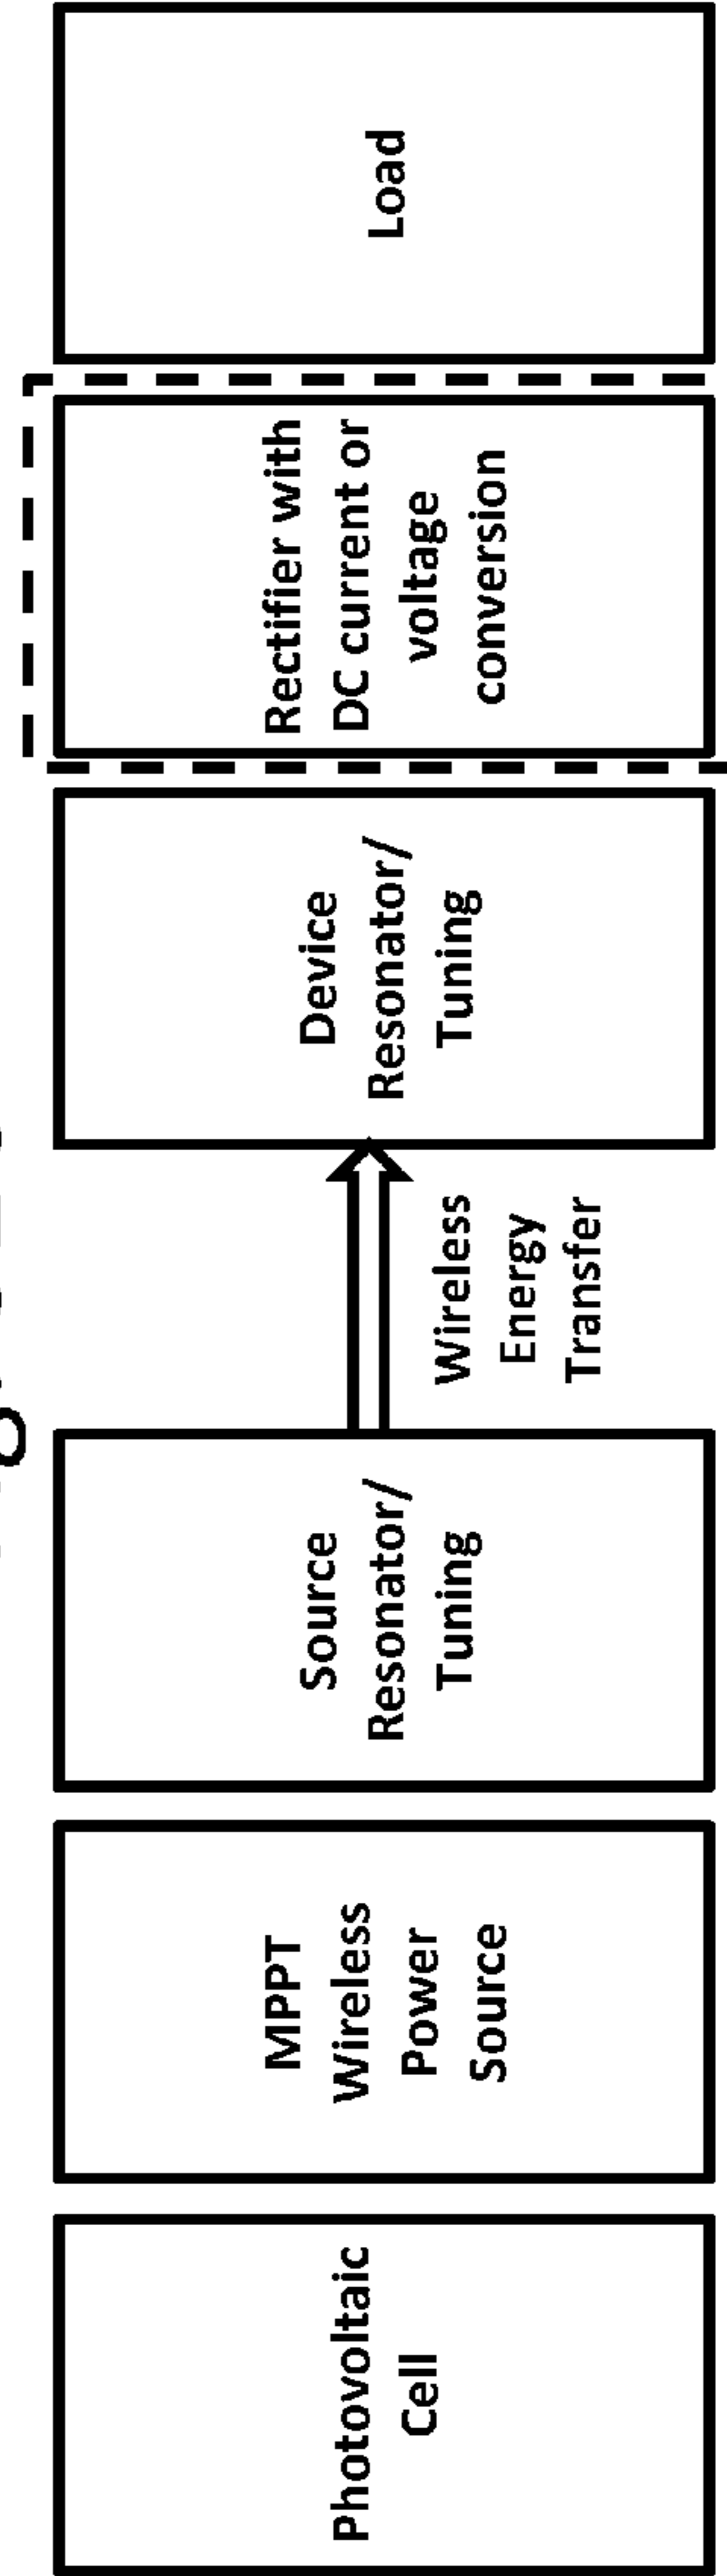 Photovoltaic
Cell
MPPT
Wireless
Power
Source
Source
Resonator/
Tuning
Wireless
Energy
Transfer
Device
Resonator/
Tuning
Rectifier with
DC current or
voltage
conversion
Load